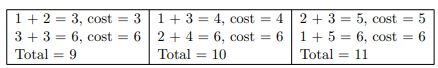 1 + 2 = 3, cost = 3
3 + 3 = 6, cost = 6
Total = 9
1 + 3 = 4, cost = 4
2 + 4 = 6, cost = 6
Total = 10
2 + 3 = 5, cost = 5
1 + 5 = 6, cost = 6
Total = 11